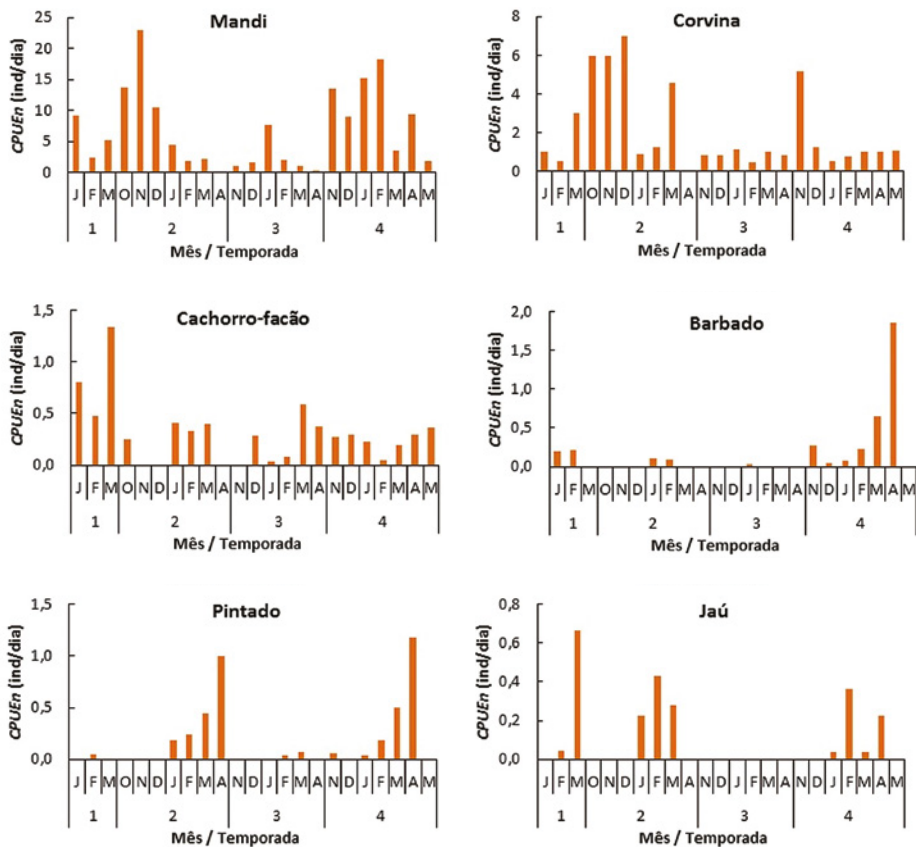 Mandi
CPUEn (ind/dia)
25
20
15
10
5
0
J F M O N D J F M A N D J F M A N D J F M A M
1 2 3 4
Mês / Temporada
Corvina
CPUEn (ind/dia)
8
6
4
2
0
J F M O N D J F M A N D J F M A N D J F M A M
1 2 3 4
Mês / Temporada
Cachorro-facão
CPUEn (ind/dia)
1,5
1,0
0,5
0,0
J F M O N D J F M A N D J F M A N D J F M A M
1 2 3 4
Mês / Temporada
Barbado
CPUEn (ind/dia)
2,0
1,5
1,0
0,5
0,0
J F M O N D J F M A N D J F M A N D J F M A M
1 2 3 4
Mês / Temporada
Pintado
CPUEn (ind/dia)
1,5
1,0
0,5
0,0
J F M O N D J F M A N D J F M A N D J F M A M
1 2 3 4
Mês / Temporada
Jaú
CPUEn (ind/dia)
0,8
0,6
0,4
0,2
0,0
J F M O N D J F M A N D J F M A N D J F M A M
1 2 3 4
Mês / Temporada